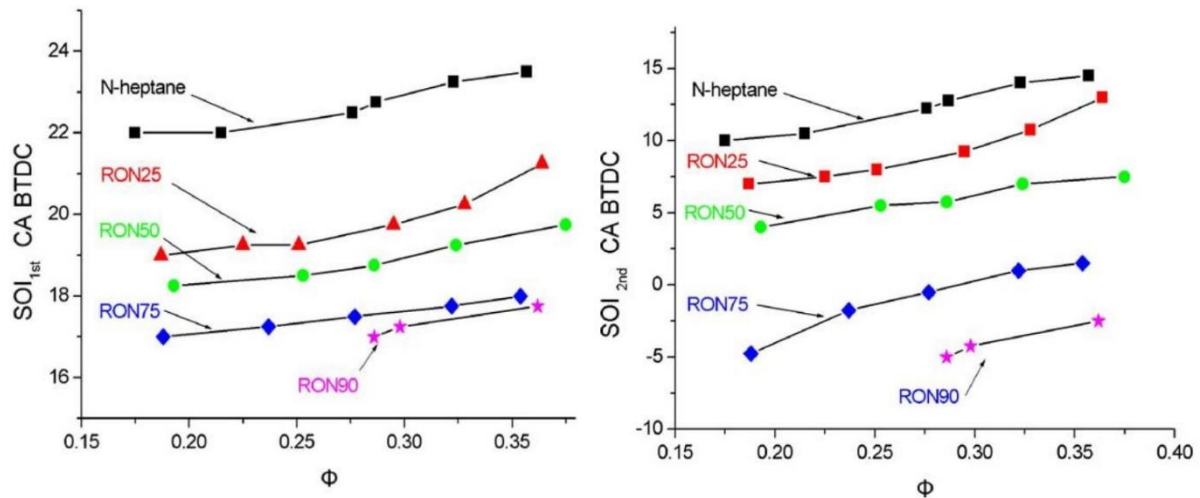 24
22
20
18
16
SOI1st CA BTDC
N-heptane
RON25
RON50
RON75
RON90
0.15 0.20 0.25 0.30 0.35
Φ
15
10
5
0
-5
-10
SOI 2nd CA BTDC
N-heptane
RON25
RON50
RON75
RON90
0.15 0.20 0.25 0.30 0.35 0.40
Φ